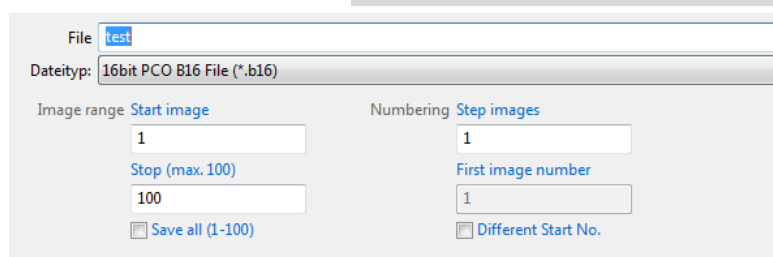 File test
Dateityp: 16bit PCO B16 File (*.b16)
Image range Start image Numbering Step images
1 1
Stop (max. 100) First image number
100 1
Save all (1-100) Different Start No.